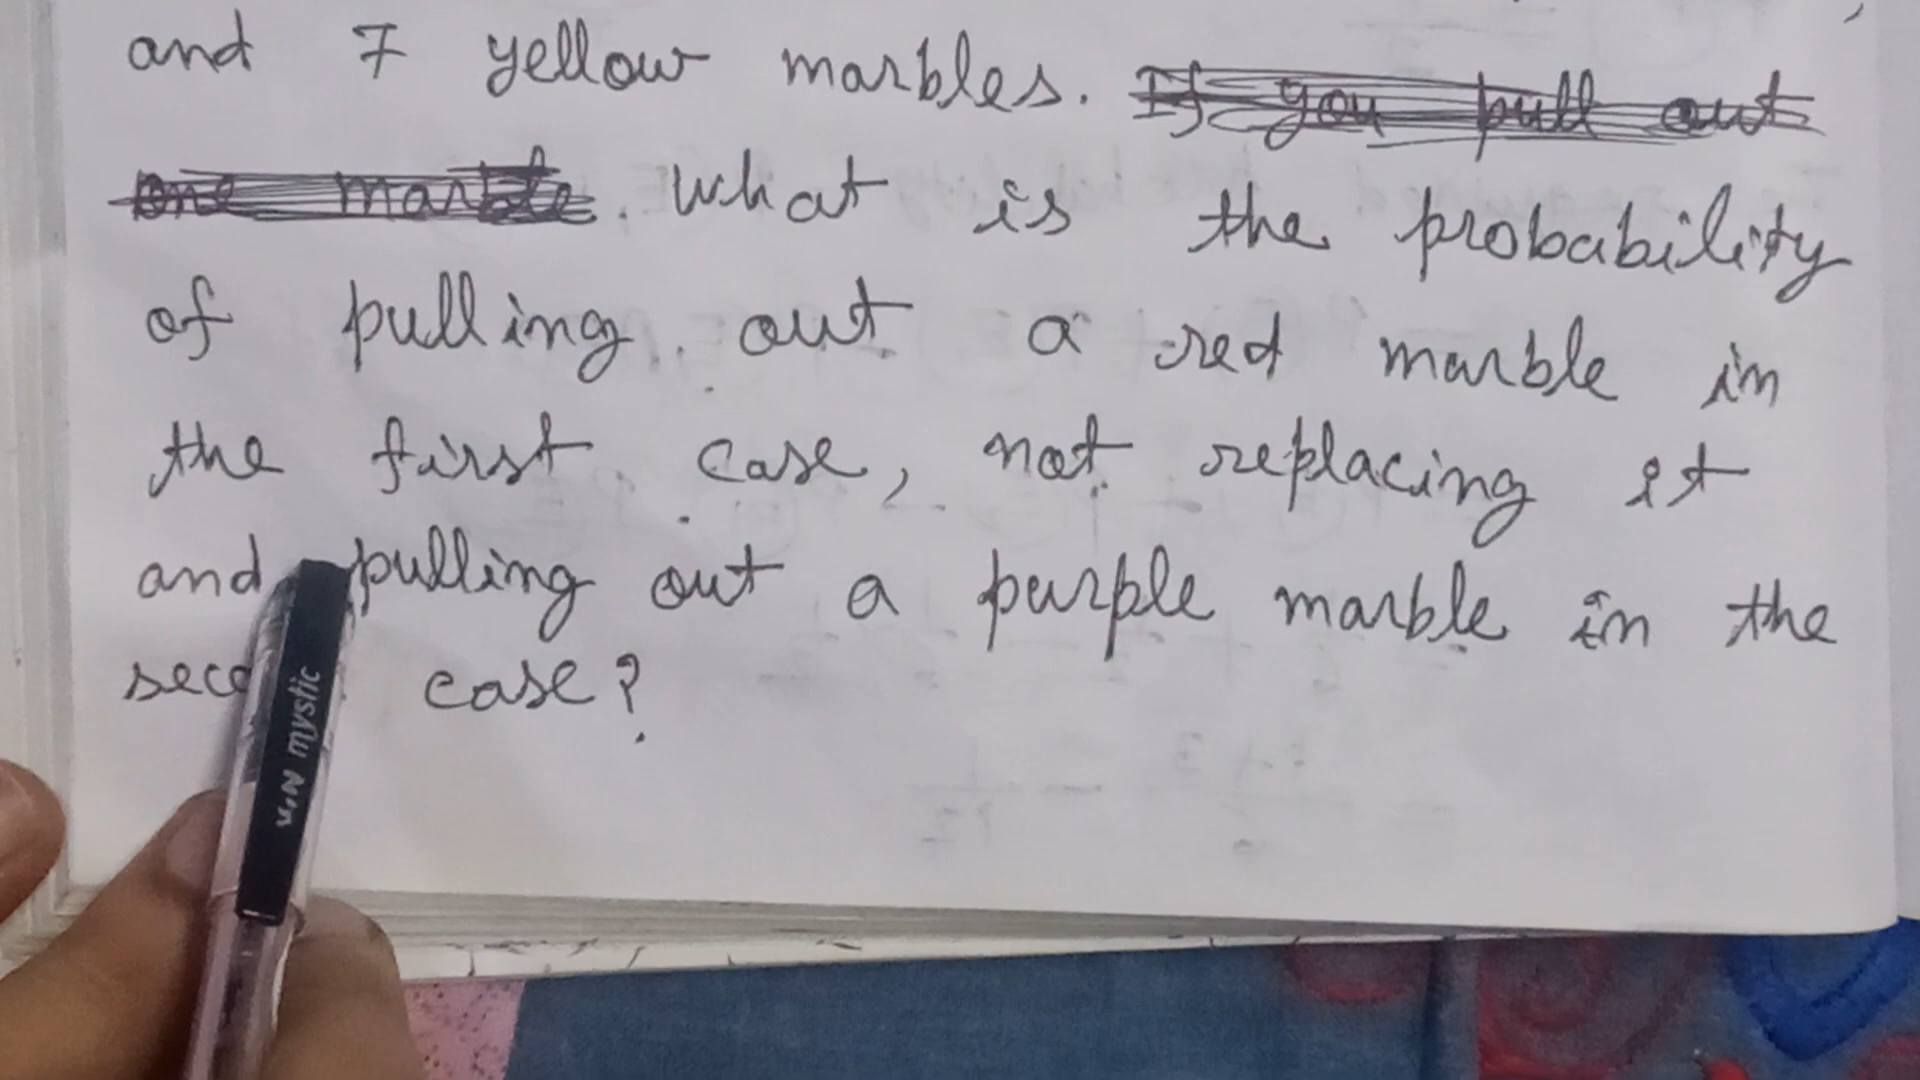 and 7 yellow marbles. If you pull out
one marble. What is the probability
of pulling out a red marble in
the first case, not replacing it
and pulling out a purple marble in the
second case?
V,N mystic